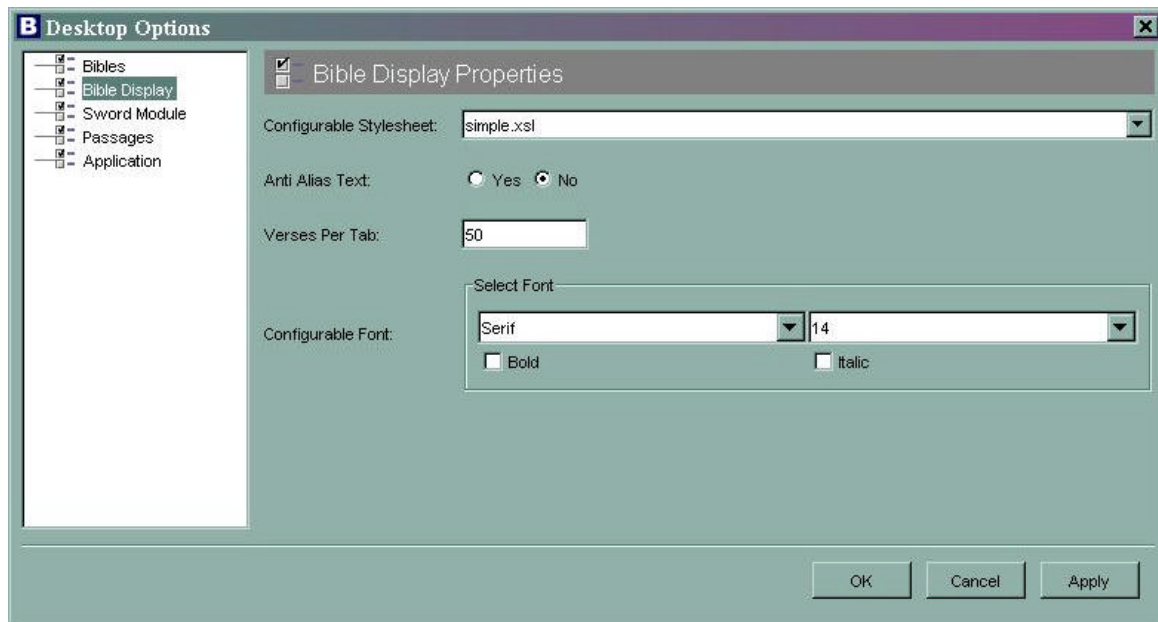 B Desktop Options
Bibles
Bible Display
Sword Module
Passages
Application
Bible Display Properties
Configurable Stylesheet: simple.xsl
Anti Alias Text: Yes No
Verses Per Tab: 50
Select Font
Configurable Font: Serif 14
Bold Italic
OK Cancel Apply